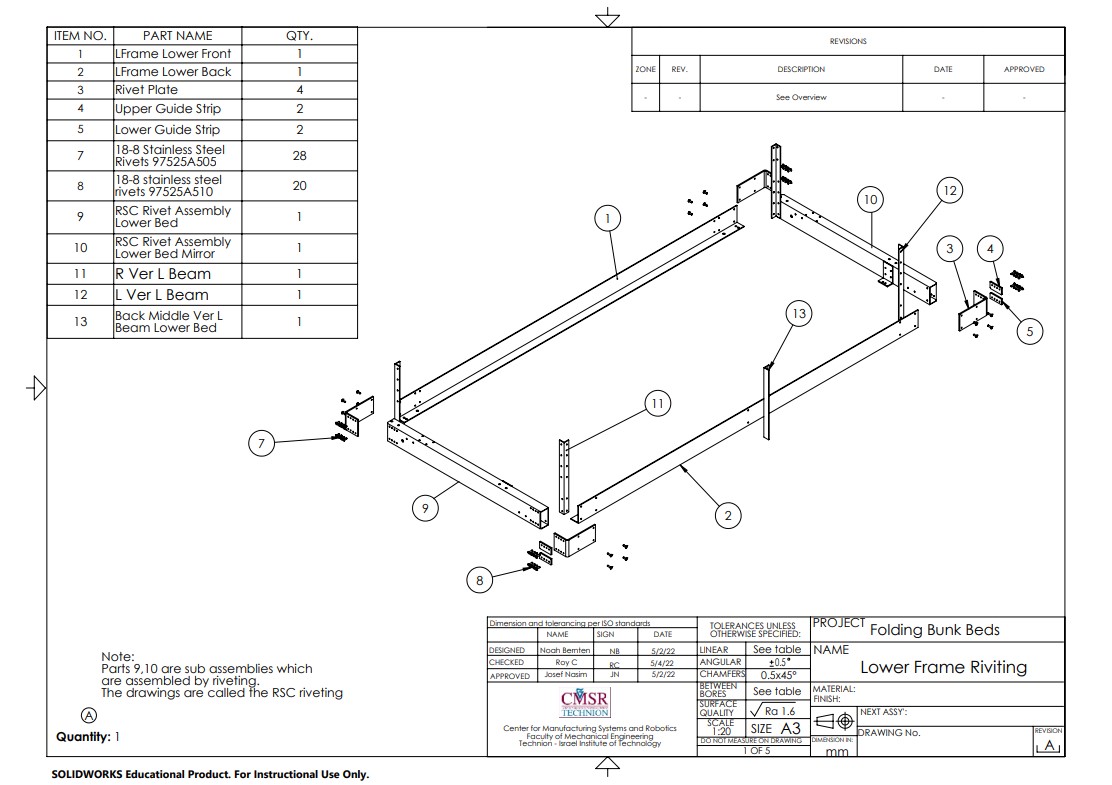 ITEM NO. PART NAME QTY.
1 LFrame Lower Front 1
2 LFrame Lower Back 1
3 Rivet Plate 4
4 Upper Guide Strip 2
5 Lower Guide Strip 2
7 18-8 Stainless Steel 28
Rivets 97525A505
8 18-8 stainless steel 20
rivets 97525A510
9 RSC Rivet Assembly 1
Lower Bed
10 RSC Rivet Assembly 1
Lower Bed Mirror
11 R Ver L Beam 1
12 L Ver L Beam 1
13 Back Middle Ver L 1
Beam Lower Bed
REVISIONS
ZONE REV. DESCRIPTION DATE APPROVED
- - See Overview - -
1
10
12
3
4
5
13
11
7
9
2
8
Note:
Parts 9,10 are sub assemblies which
are assembled by riveting.
The drawings are called the RSC riveting
A
Quantity: 1
Dimension and tolerancing per ISO standards
NAME SIGN DATE
DESIGNED Noah Bernten NB 5/2/22
CHECKED Roy C RC 5/4/22
APPROVED Josef Nasim JN 5/2/22
CMSR
TECHNION
Center for Manufacturing Systems and Robotics
Faculty of Mechanical Engineering
Technion - Israel Institute of Technology
TOLERANCES UNLESS
OTHERWISE SPECIFIED:
LINEAR See table
ANGULAR ±0.5°
CHAMFERS 0.5x45°
BETWEEN
BORES See table
SURFACE
QUALITY Ra 1.6
SCALE
1:20 SIZE A3
DO NOT MEASURE ON DRAWING
1 OF 5
PROJECT Folding Bunk Beds
NAME
Lower Frame Riviting
MATERIAL:
FINISH:
NEXT ASSY':
DRAWING No.
DIMENSION IN:
mm
REVISION
A
SOLIDWORKS Educational Product. For Instructional Use Only.